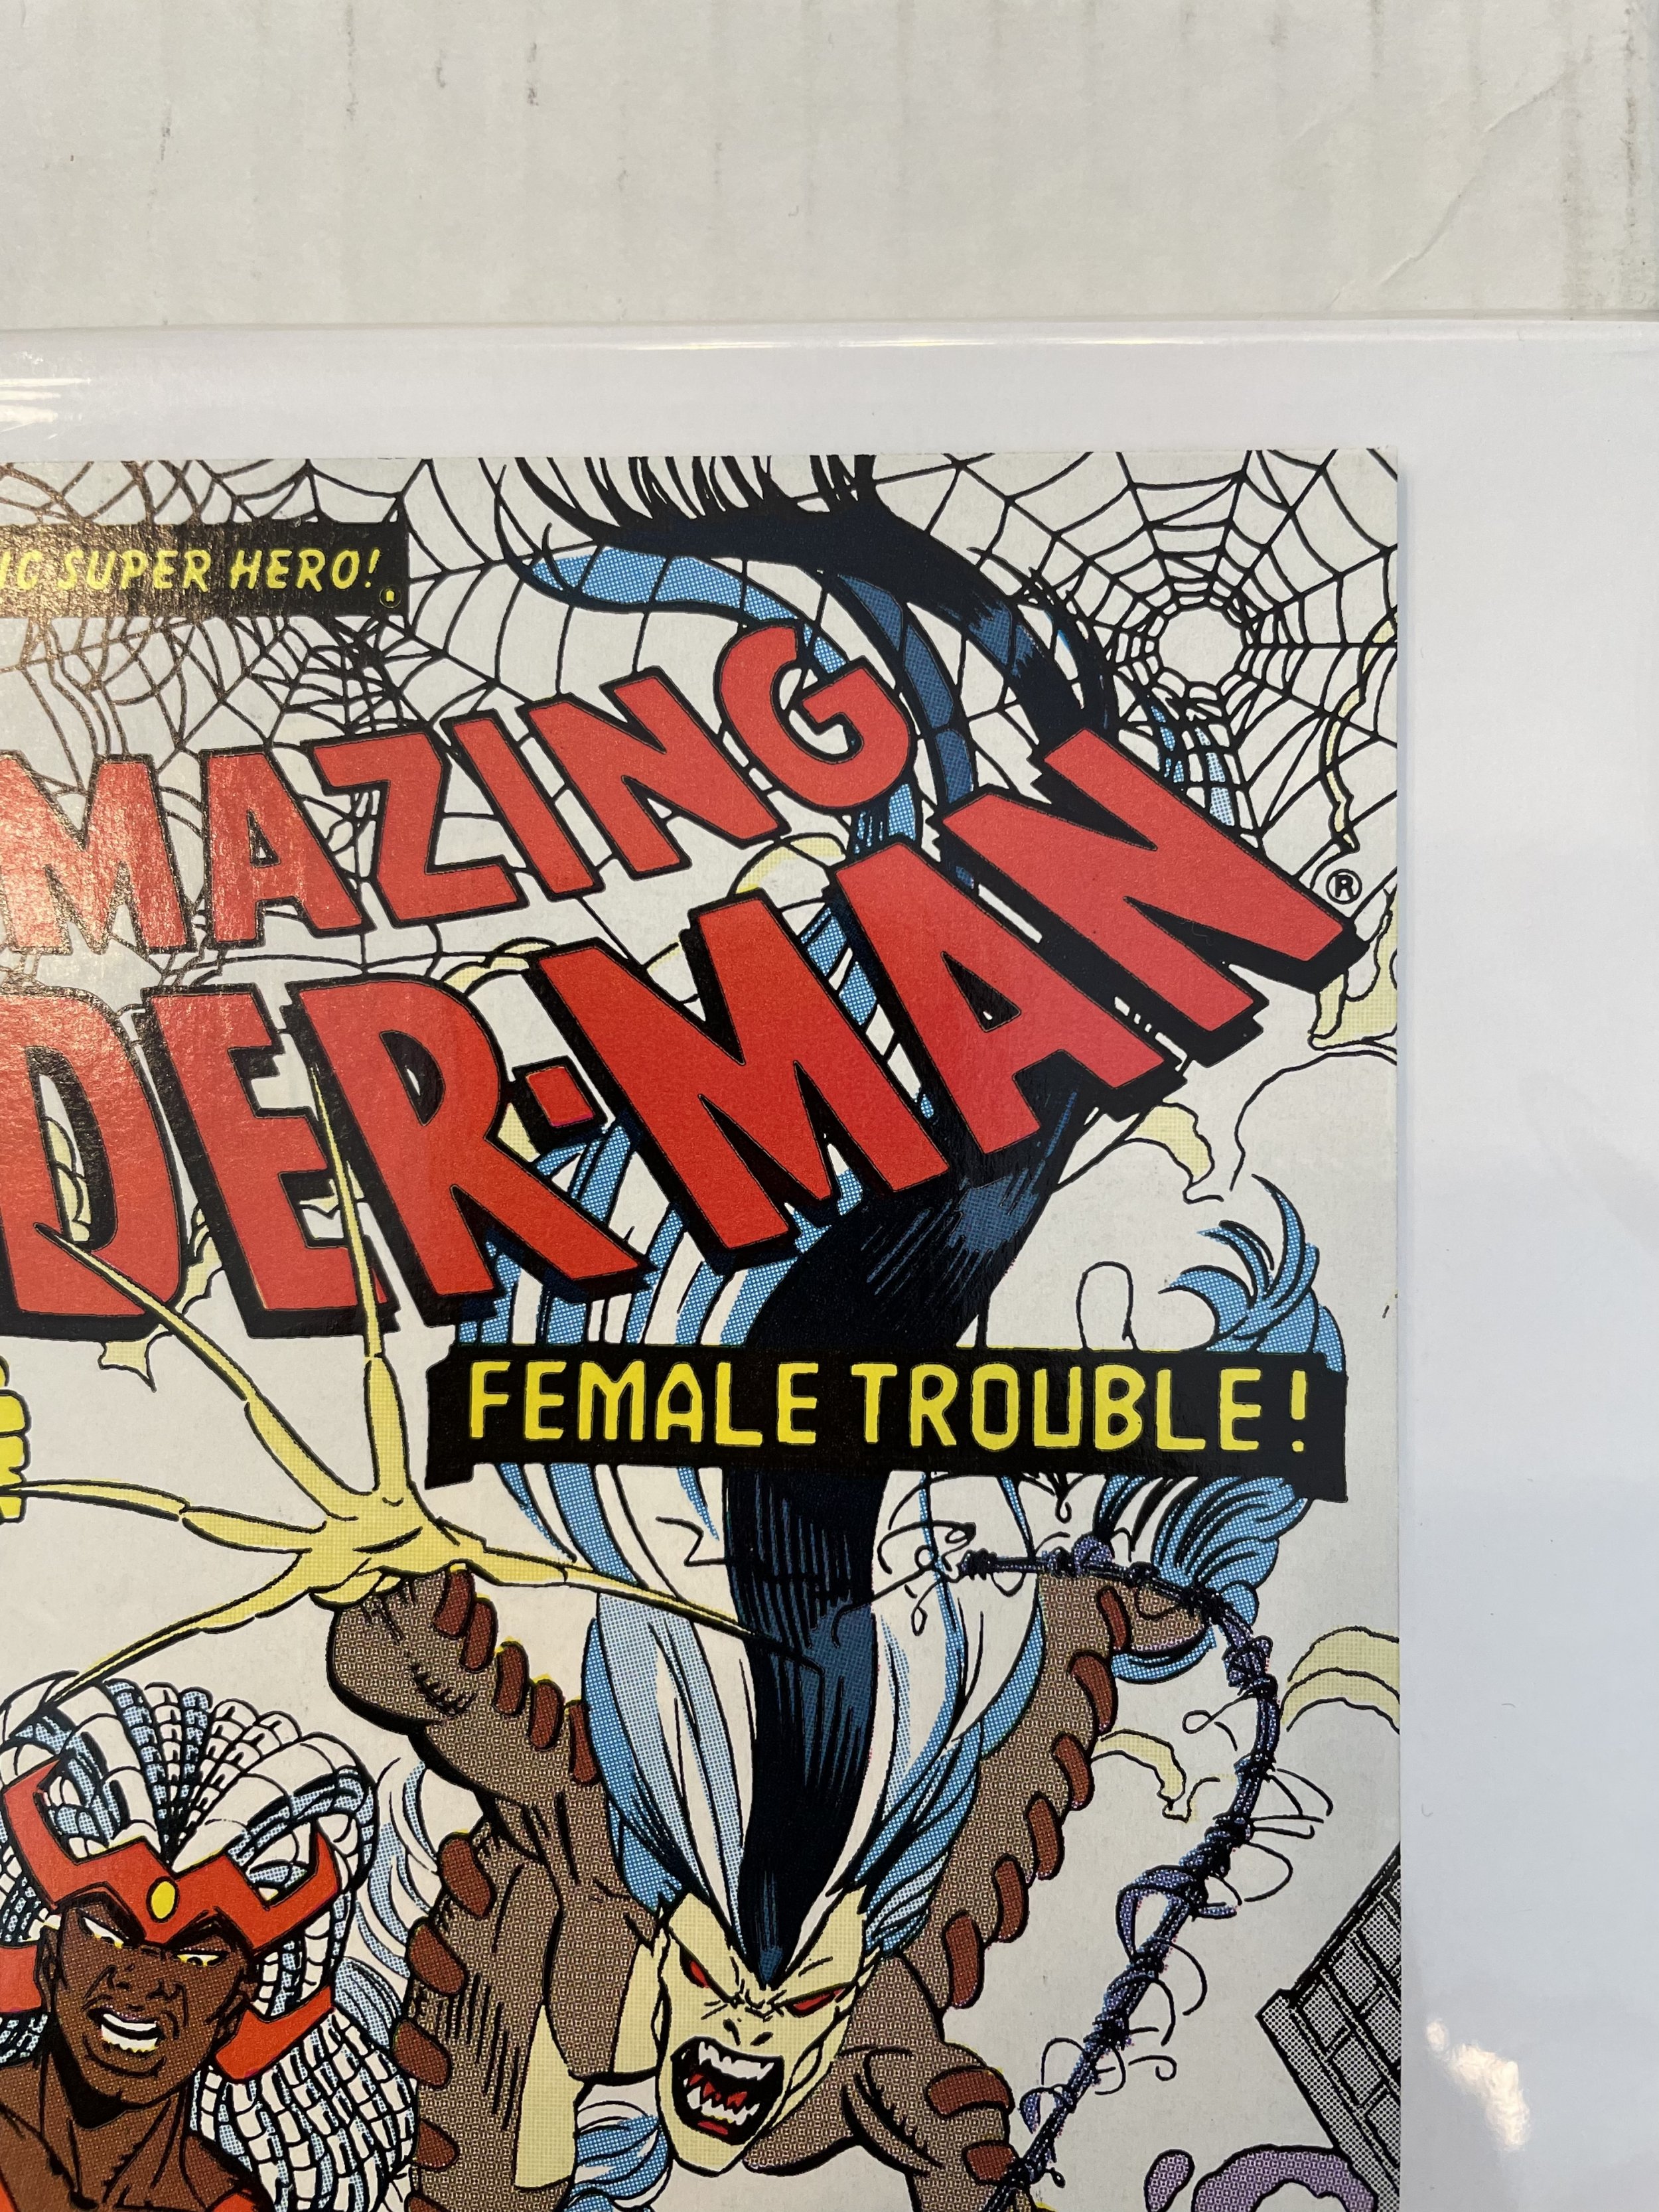 IC SUPER HERO!
MAZING
DER-MAN®
FEMALE TROUBLE!